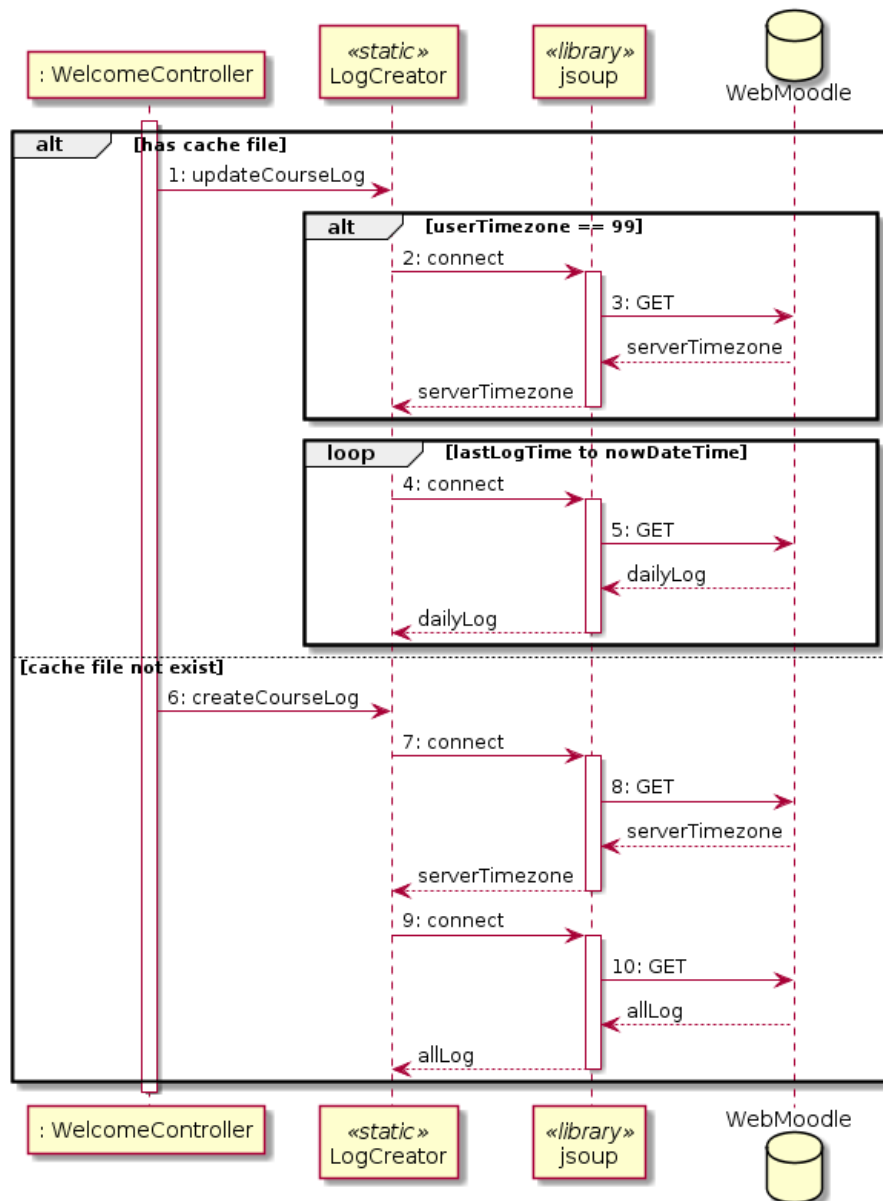 : WelcomeController
«static»
LogCreator
«library»
jsoup
WebMoodle
alt [has cache file]
1: updateCourseLog
alt [userTimezone == 99]
2: connect
3: GET
serverTimezone
serverTimezone
loop [lastLogTime to nowDateTime]
4: connect
5: GET
dailyLog
dailyLog
[cache file not exist]
6: createCourseLog
7: connect
8: GET
serverTimezone
serverTimezone
9: connect
10: GET
allLog
allLog
: WelcomeController
«static»
LogCreator
«library»
jsoup
WebMoodle